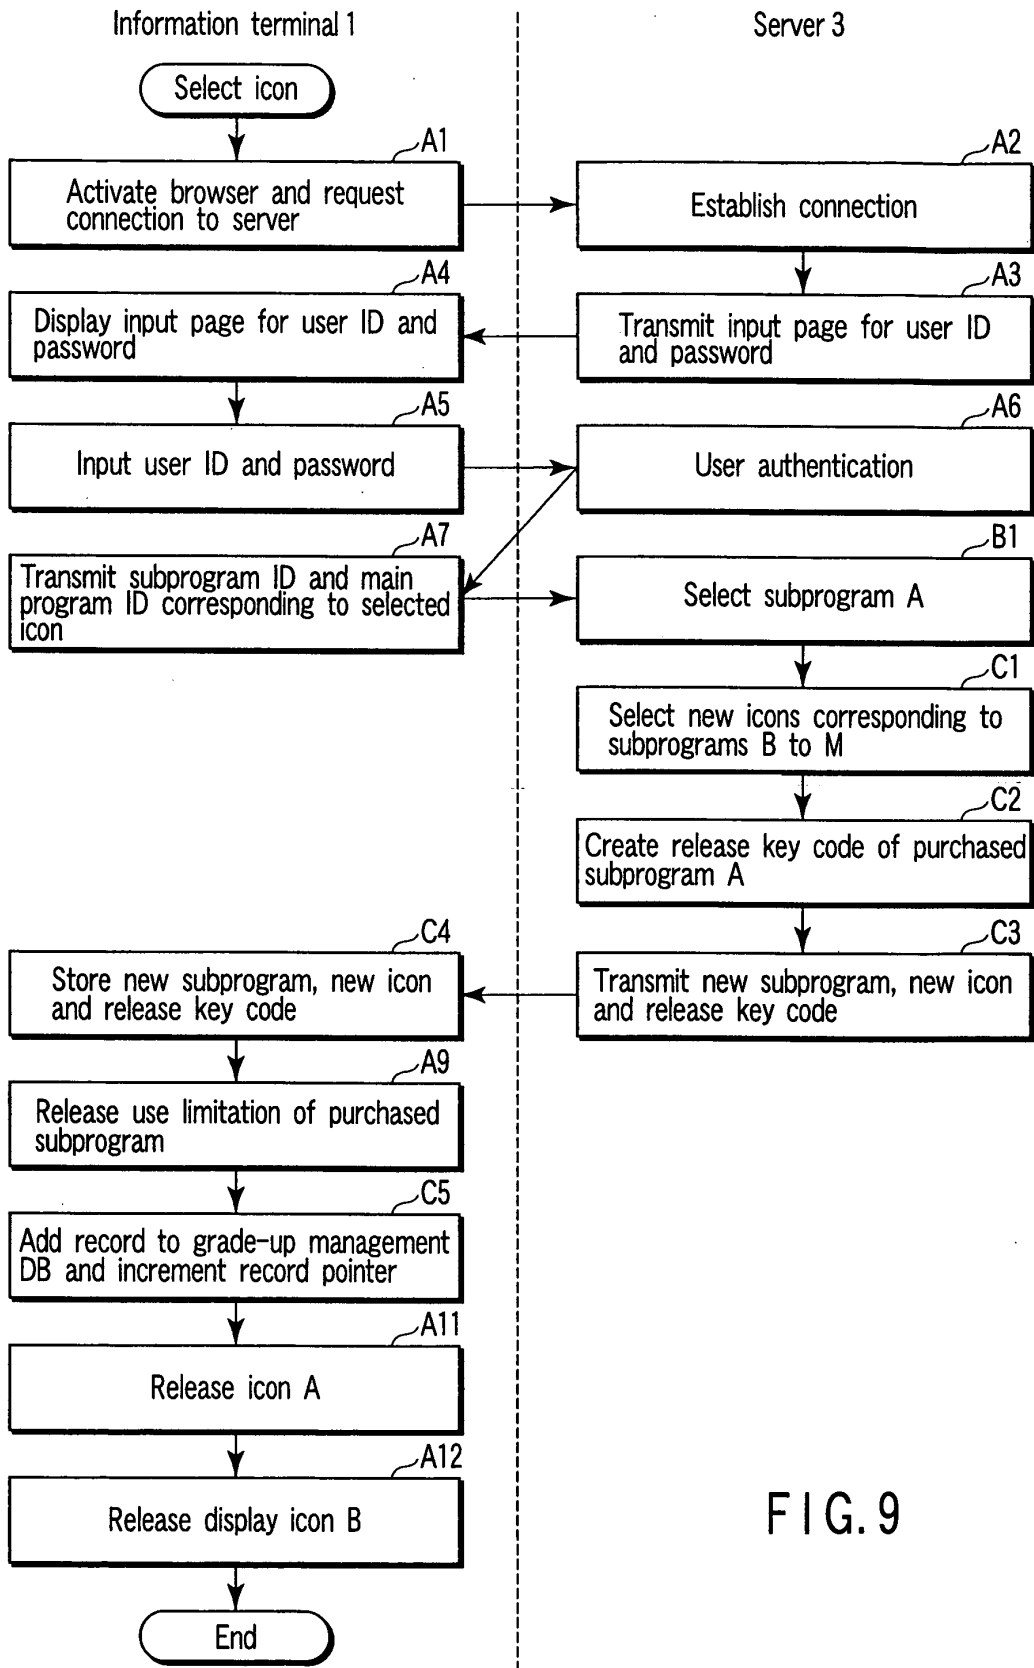 Information terminal 1
Server 3
Select icon
A1
Activate browser and request
connection to server
A2
Establish connection
A4
Display input page for user ID and
password
A3
Transmit input page for user ID
and password
A5
Input user ID and password
A6
User authentication
A7
Transmit subprogram ID and main
program ID corresponding to selected
icon
B1
Select subprogram A
C1
Select new icons corresponding to
subprograms B to M
C2
Create release key code of purchased
subprogram A
C4
Store new subprogram, new icon
and release key code
C3
Transmit new subprogram, new icon
and release key code
A9
Release use limitation of purchased
subprogram
C5
Add record to grade-up management
DB and increment record pointer
A11
Release icon A
A12
Release display icon B
End
FIG. 9